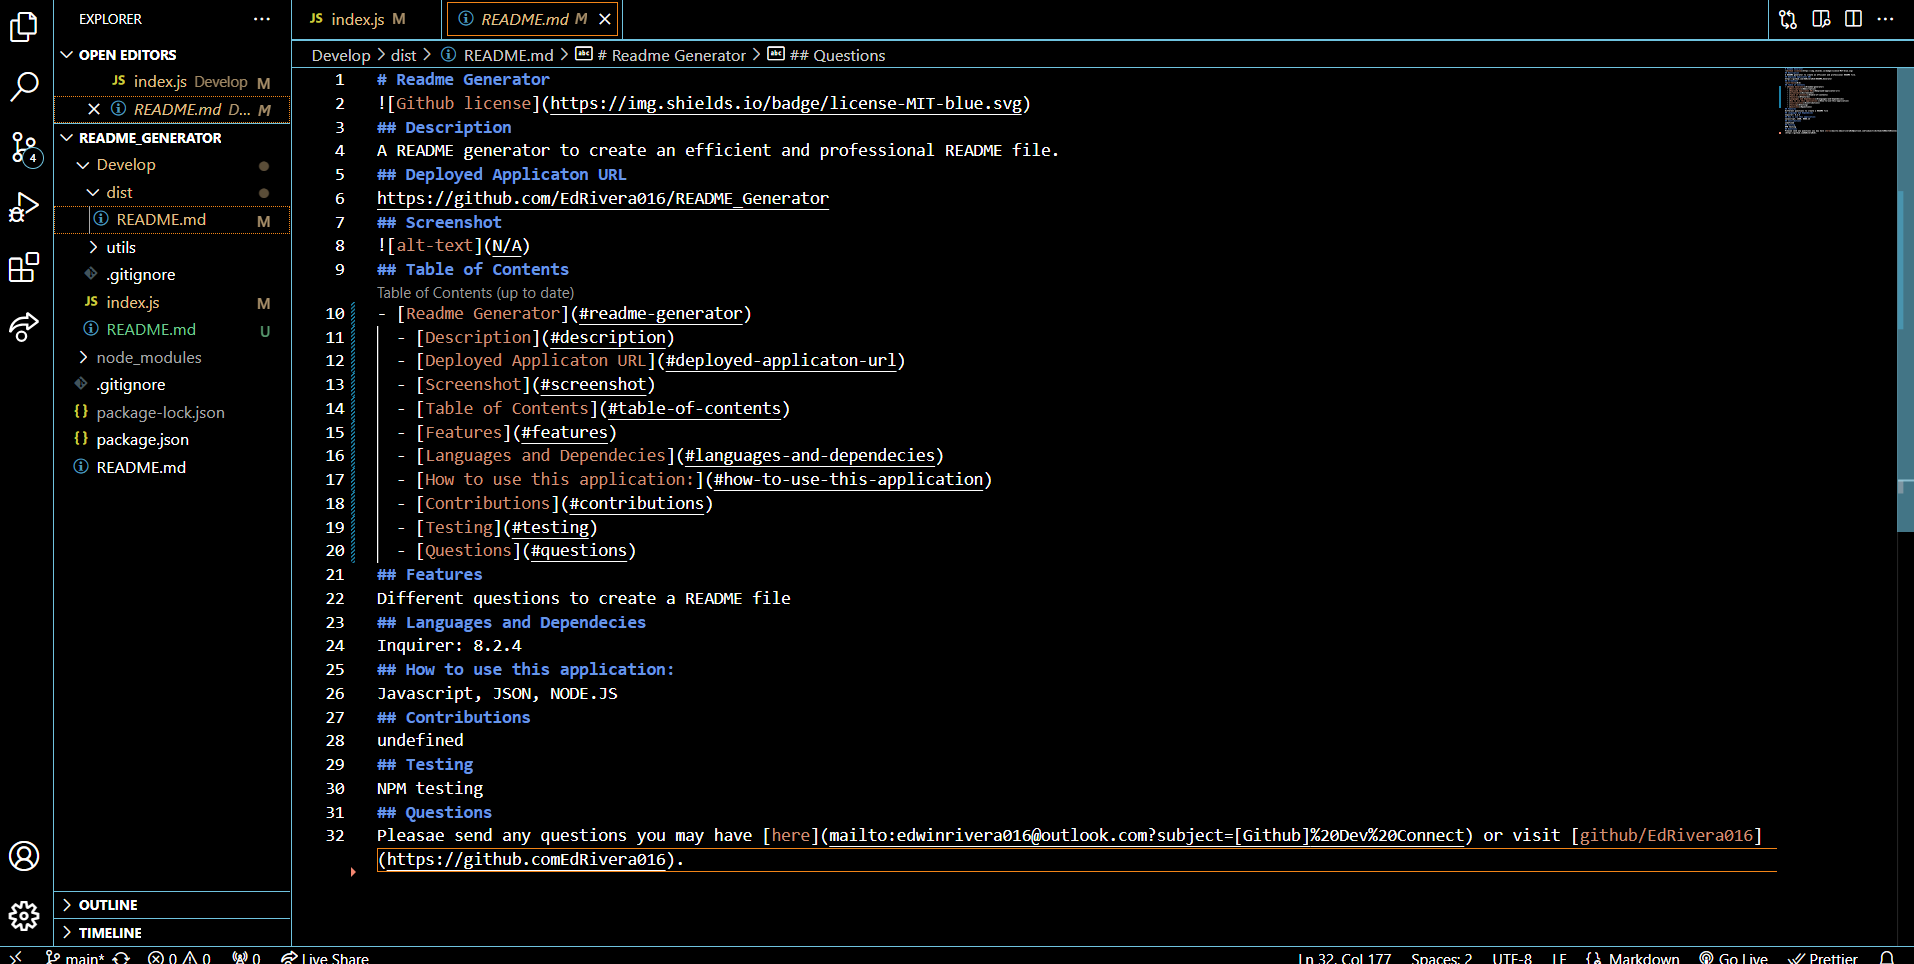 EXPLORER
OPEN EDITORS
JS index.js Develop M
README.md D... M
README_GENERATOR
Develop
dist
README.md M
utils
.gitignore
JS index.js M
README.md U
node_modules
.gitignore
{} package-lock.json
{} package.json
README.md
OUTLINE
TIMELINE
4
JS index.js M
README.md M
Develop > dist > README.md > # Readme Generator > ## Questions
1 # Readme Generator
2 ![Github license](https://img.shields.io/badge/license-MIT-blue.svg)
3 ## Description
4 A README generator to create an efficient and professional README file.
5 ## Deployed Applicaton URL
6 https://github.com/EdRivera016/README_Generator
7 ## Screenshot
8 ![alt-text](N/A)
9 ## Table of Contents
Table of Contents (up to date)
10 - [Readme Generator](#readme-generator)
11 - [Description](#description)
12 - [Deployed Applicaton URL](#deployed-applicaton-url)
13 - [Screenshot](#screenshot)
14 - [Table of Contents](#table-of-contents)
15 - [Features](#features)
16 - [Languages and Dependecies](#languages-and-dependecies)
17 - [How to use this application:](#how-to-use-this-application)
18 - [Contributions](#contributions)
19 - [Testing](#testing)
20 - [Questions](#questions)
21 ## Features
22 Different questions to create a README file
23 ## Languages and Dependecies
24 Inquirer: 8.2.4
25 ## How to use this application:
26 Javascript, JSON, NODE.JS
27 ## Contributions
28 undefined
29 ## Testing
30 NPM testing
31 ## Questions
32 Pleasae send any questions you may have [here](mailto:edwinrivera016@outlook.com?subject=[Github]%20Dev%20Connect) or visit [github/EdRivera016]
(https://github.comEdRivera016).
main* 0 0 0 Live Share Ln 32, Col 177 Spaces: 2 UTF-8 LF {} Markdown Go Live Prettier